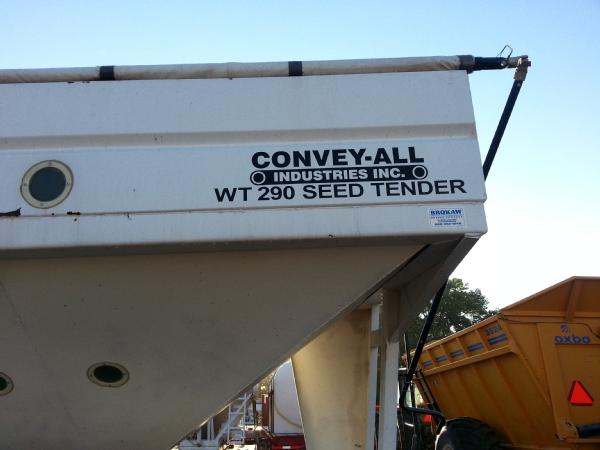 CONVEY-ALL
INDUSTRIES INC.
WT 290 SEED TENDER
BROKAW
oxbo